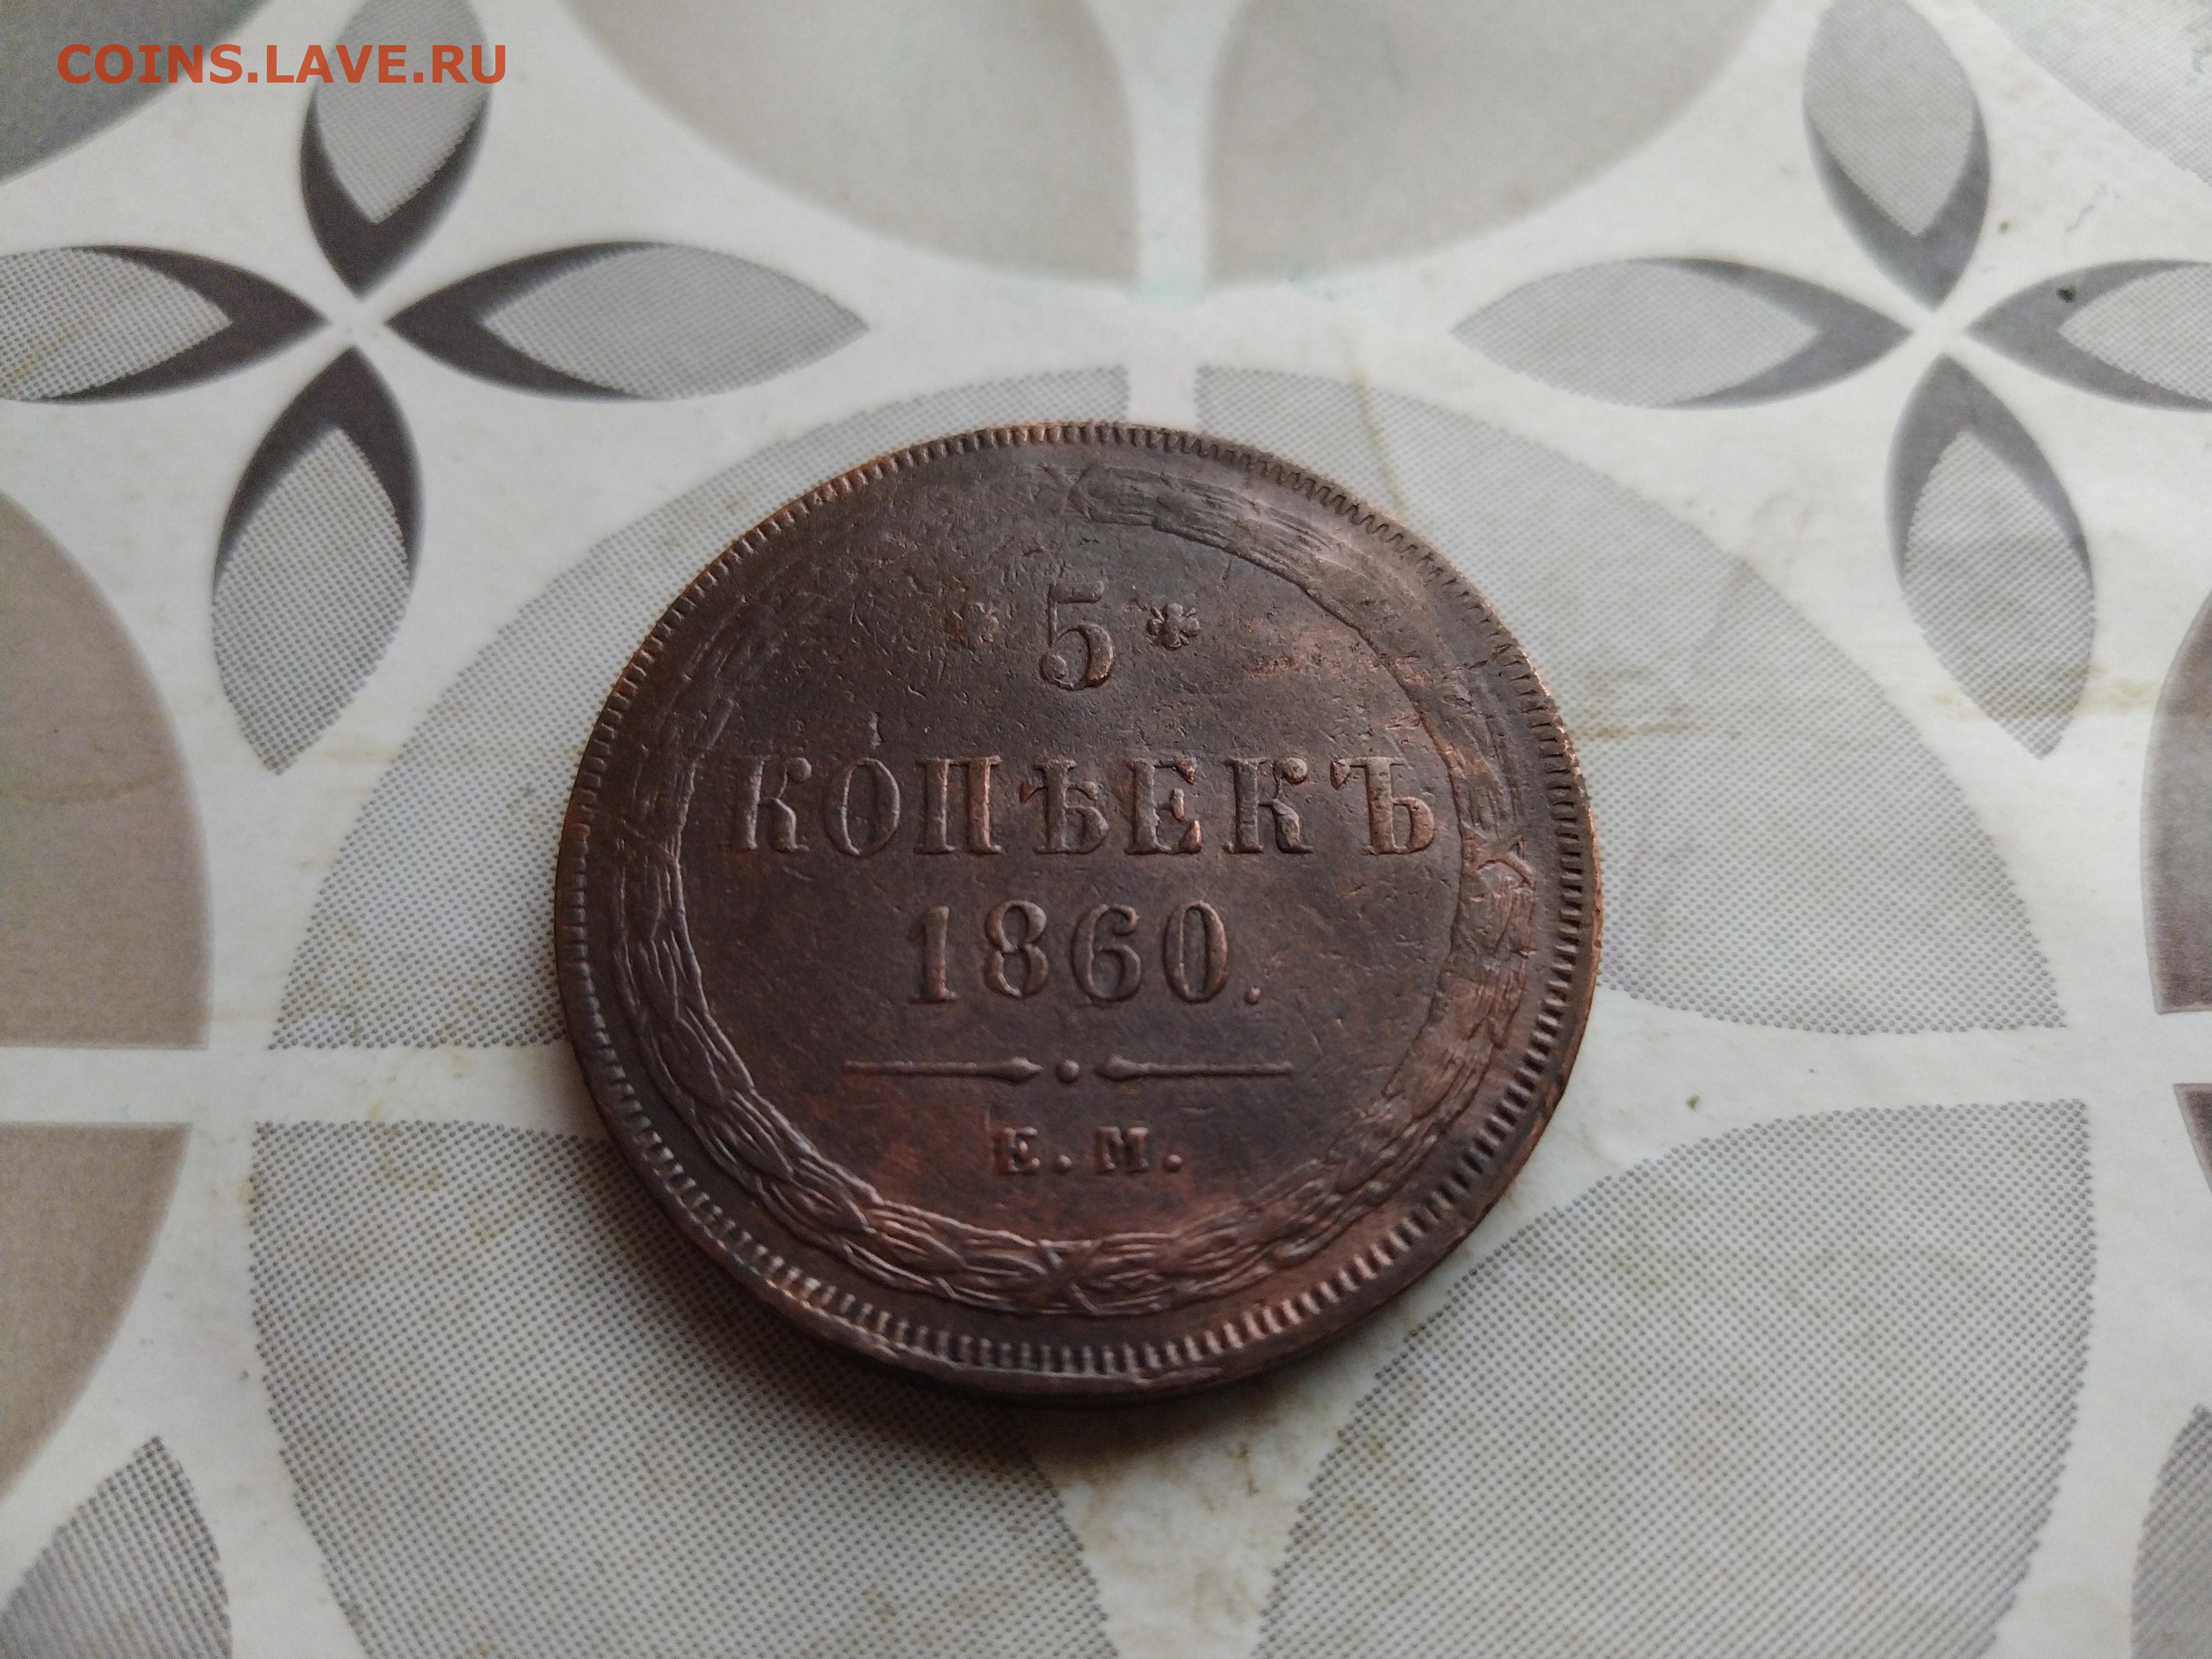 COINS.LAVE.RU
5
КОПѢЕКЪ
1860.
Е.М.